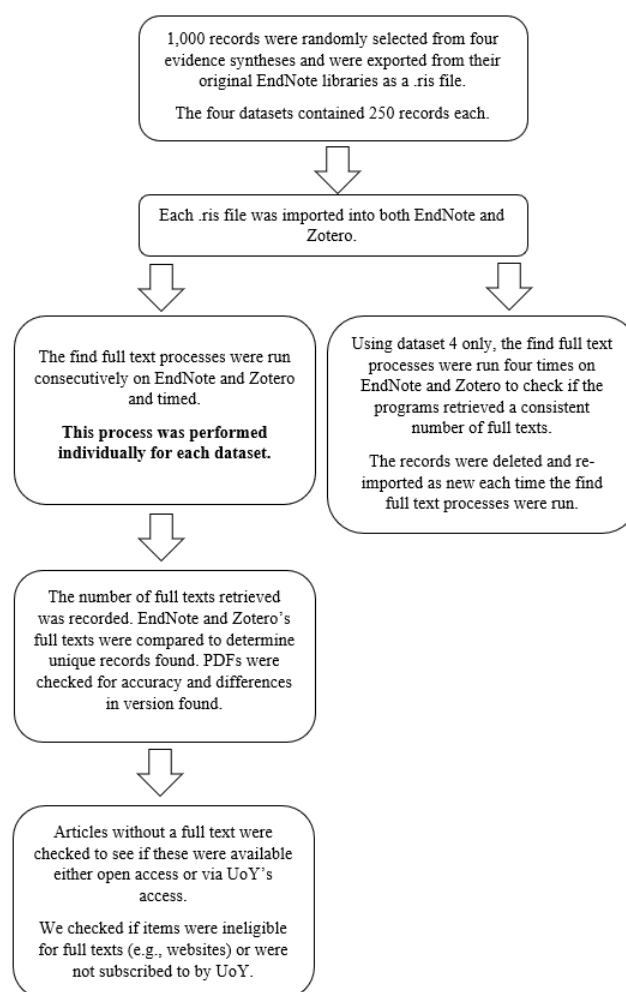 1,000 records were randomly selected from four
evidence syntheses and were exported from their
original EndNote libraries as a .ris file.
The four datasets contained 250 records each.
Each .ris file was imported into both EndNote and
Zotero.
The find full text processes were run
consecutively on EndNote and Zotero
and timed.
This process was performed
individually for each dataset.
Using dataset 4 only, the find full text
processes were run four times on
EndNote and Zotero to check if the
programs retrieved a consistent
number of full texts.
The records were deleted and re-
imported as new each time the find
full text processes were run.
The number of full texts retrieved
was recorded. EndNote and Zotero’s
full texts were compared to determine
unique records found. PDFs were
checked for accuracy and differences
in version found.
Articles without a full text were
checked to see if these were available
either open access or via UoY’s
access.
We checked if items were ineligible
for full texts (e.g., websites) or were
not subscribed to by UoY.